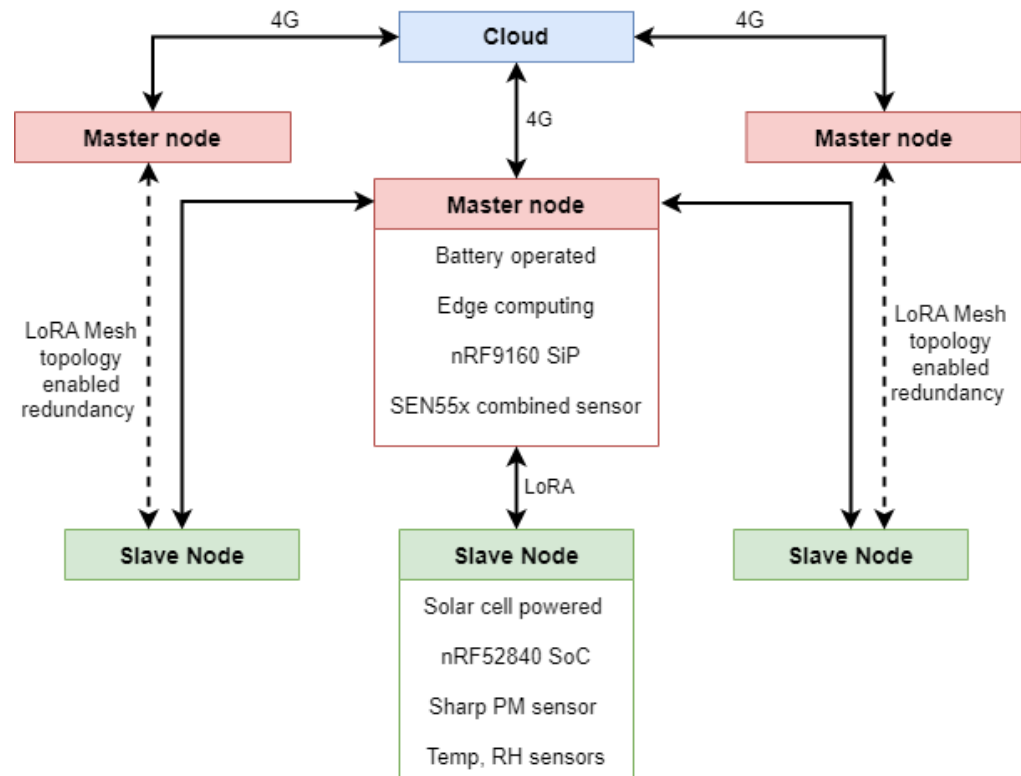 4G
Cloud
4G
Master node
4G
Master node
Master node
Battery operated
Edge computing
nRF9160 SiP
SEN55x combined sensor
LoRA Mesh
topology
enabled
redundancy
LoRA Mesh
topology
enabled
redundancy
LoRA
Slave Node
Slave Node
Solar cell powered
nRF52840 SoC
Sharp PM sensor
Temp, RH sensors
Slave Node